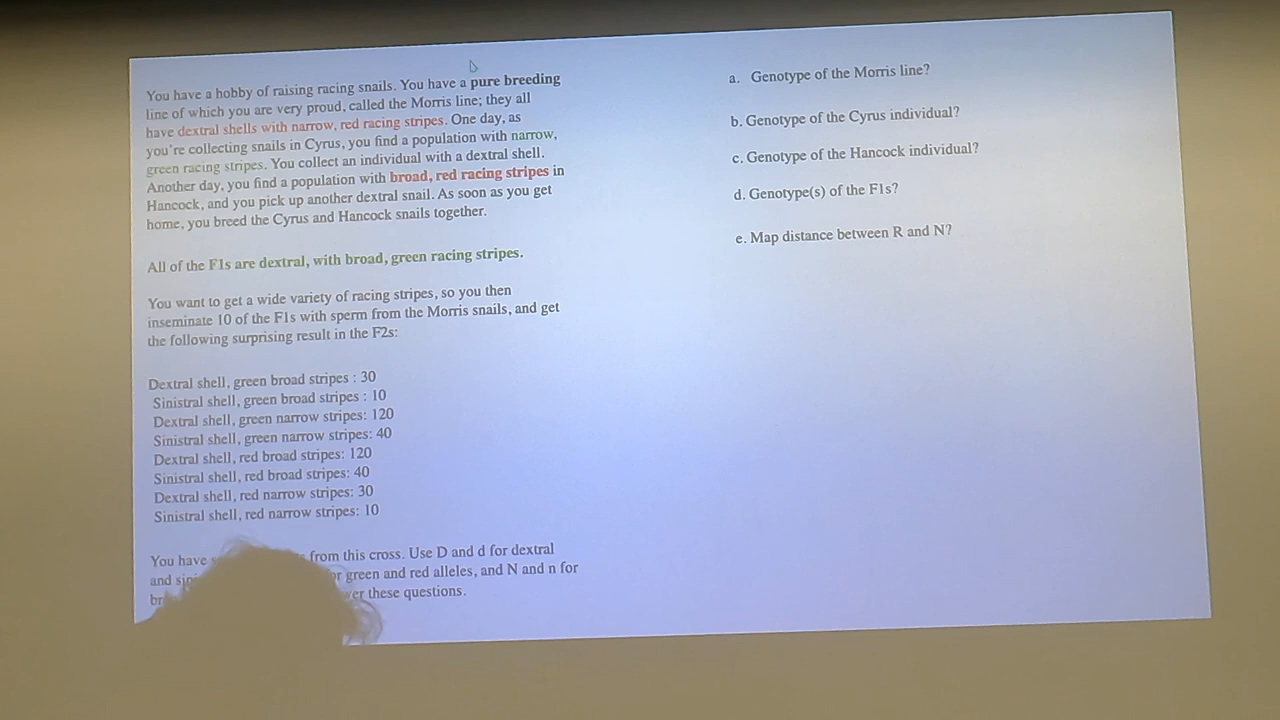 You have a hobby of raising racing snails. You have a pure breeding
line of which you are very proud, called the Morris line; they all
have dextral shells with narrow, red racing stripes. One day, as
you're collecting snails in Cyrus, you find a population with narrow,
green racing stripes. You collect an individual with a dextral shell.
Another day, you find a population with broad, red racing stripes in
Hancock, and you pick up another dextral snail. As soon as you get
home, you breed the Cyrus and Hancock snails together.
All of the F1s are dextral, with broad, green racing stripes.
You want to get a wide variety of racing stripes, so you then
inseminate 10 of the F1s with sperm from the Morris snails, and get
the following surprising result in the F2s:
Dextral shell, green broad stripes : 30
Sinistral shell, green broad stripes : 10
Dextral shell, green narrow stripes: 120
Sinistral shell, green narrow stripes: 40
Dextral shell, red broad stripes: 120
Sinistral shell, red broad stripes: 40
Dextral shell, red narrow stripes: 30
Sinistral shell, red narrow stripes: 10
You have from this cross. Use D and d for dextral
and green and red alleles, and N and n for
these questions.
a. Genotype of the Morris line?
b. Genotype of the Cyrus individual?
c. Genotype of the Hancock individual?
d. Genotype(s) of the F1s?
e. Map distance between R and N?